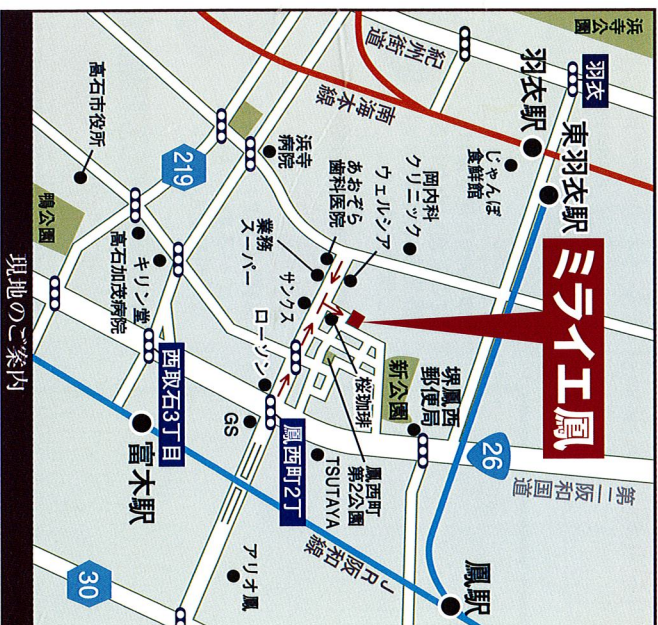 ミライエ鳳
浜寺公園
羽衣
羽衣駅
東羽衣駅
紀州街道
南海本線
じゃんぼ
食鮮館
岡内科
クリニック
ウェルシア
あおぞら
歯科医院
浜寺
病院
業務
スーパー
サンクス
ローソン
高石市役所
219
鴨公園
キリン堂
高石加茂病院
西取石3丁目
富木駅
GS
鳳西町2丁
TSUTAYA
鳳西町
第2公園
桜珈琲
新公園
堺鳳西
郵便局
26
第二阪和国道
JR阪和線
鳳駅
アリオ鳳
30
現地のご案内